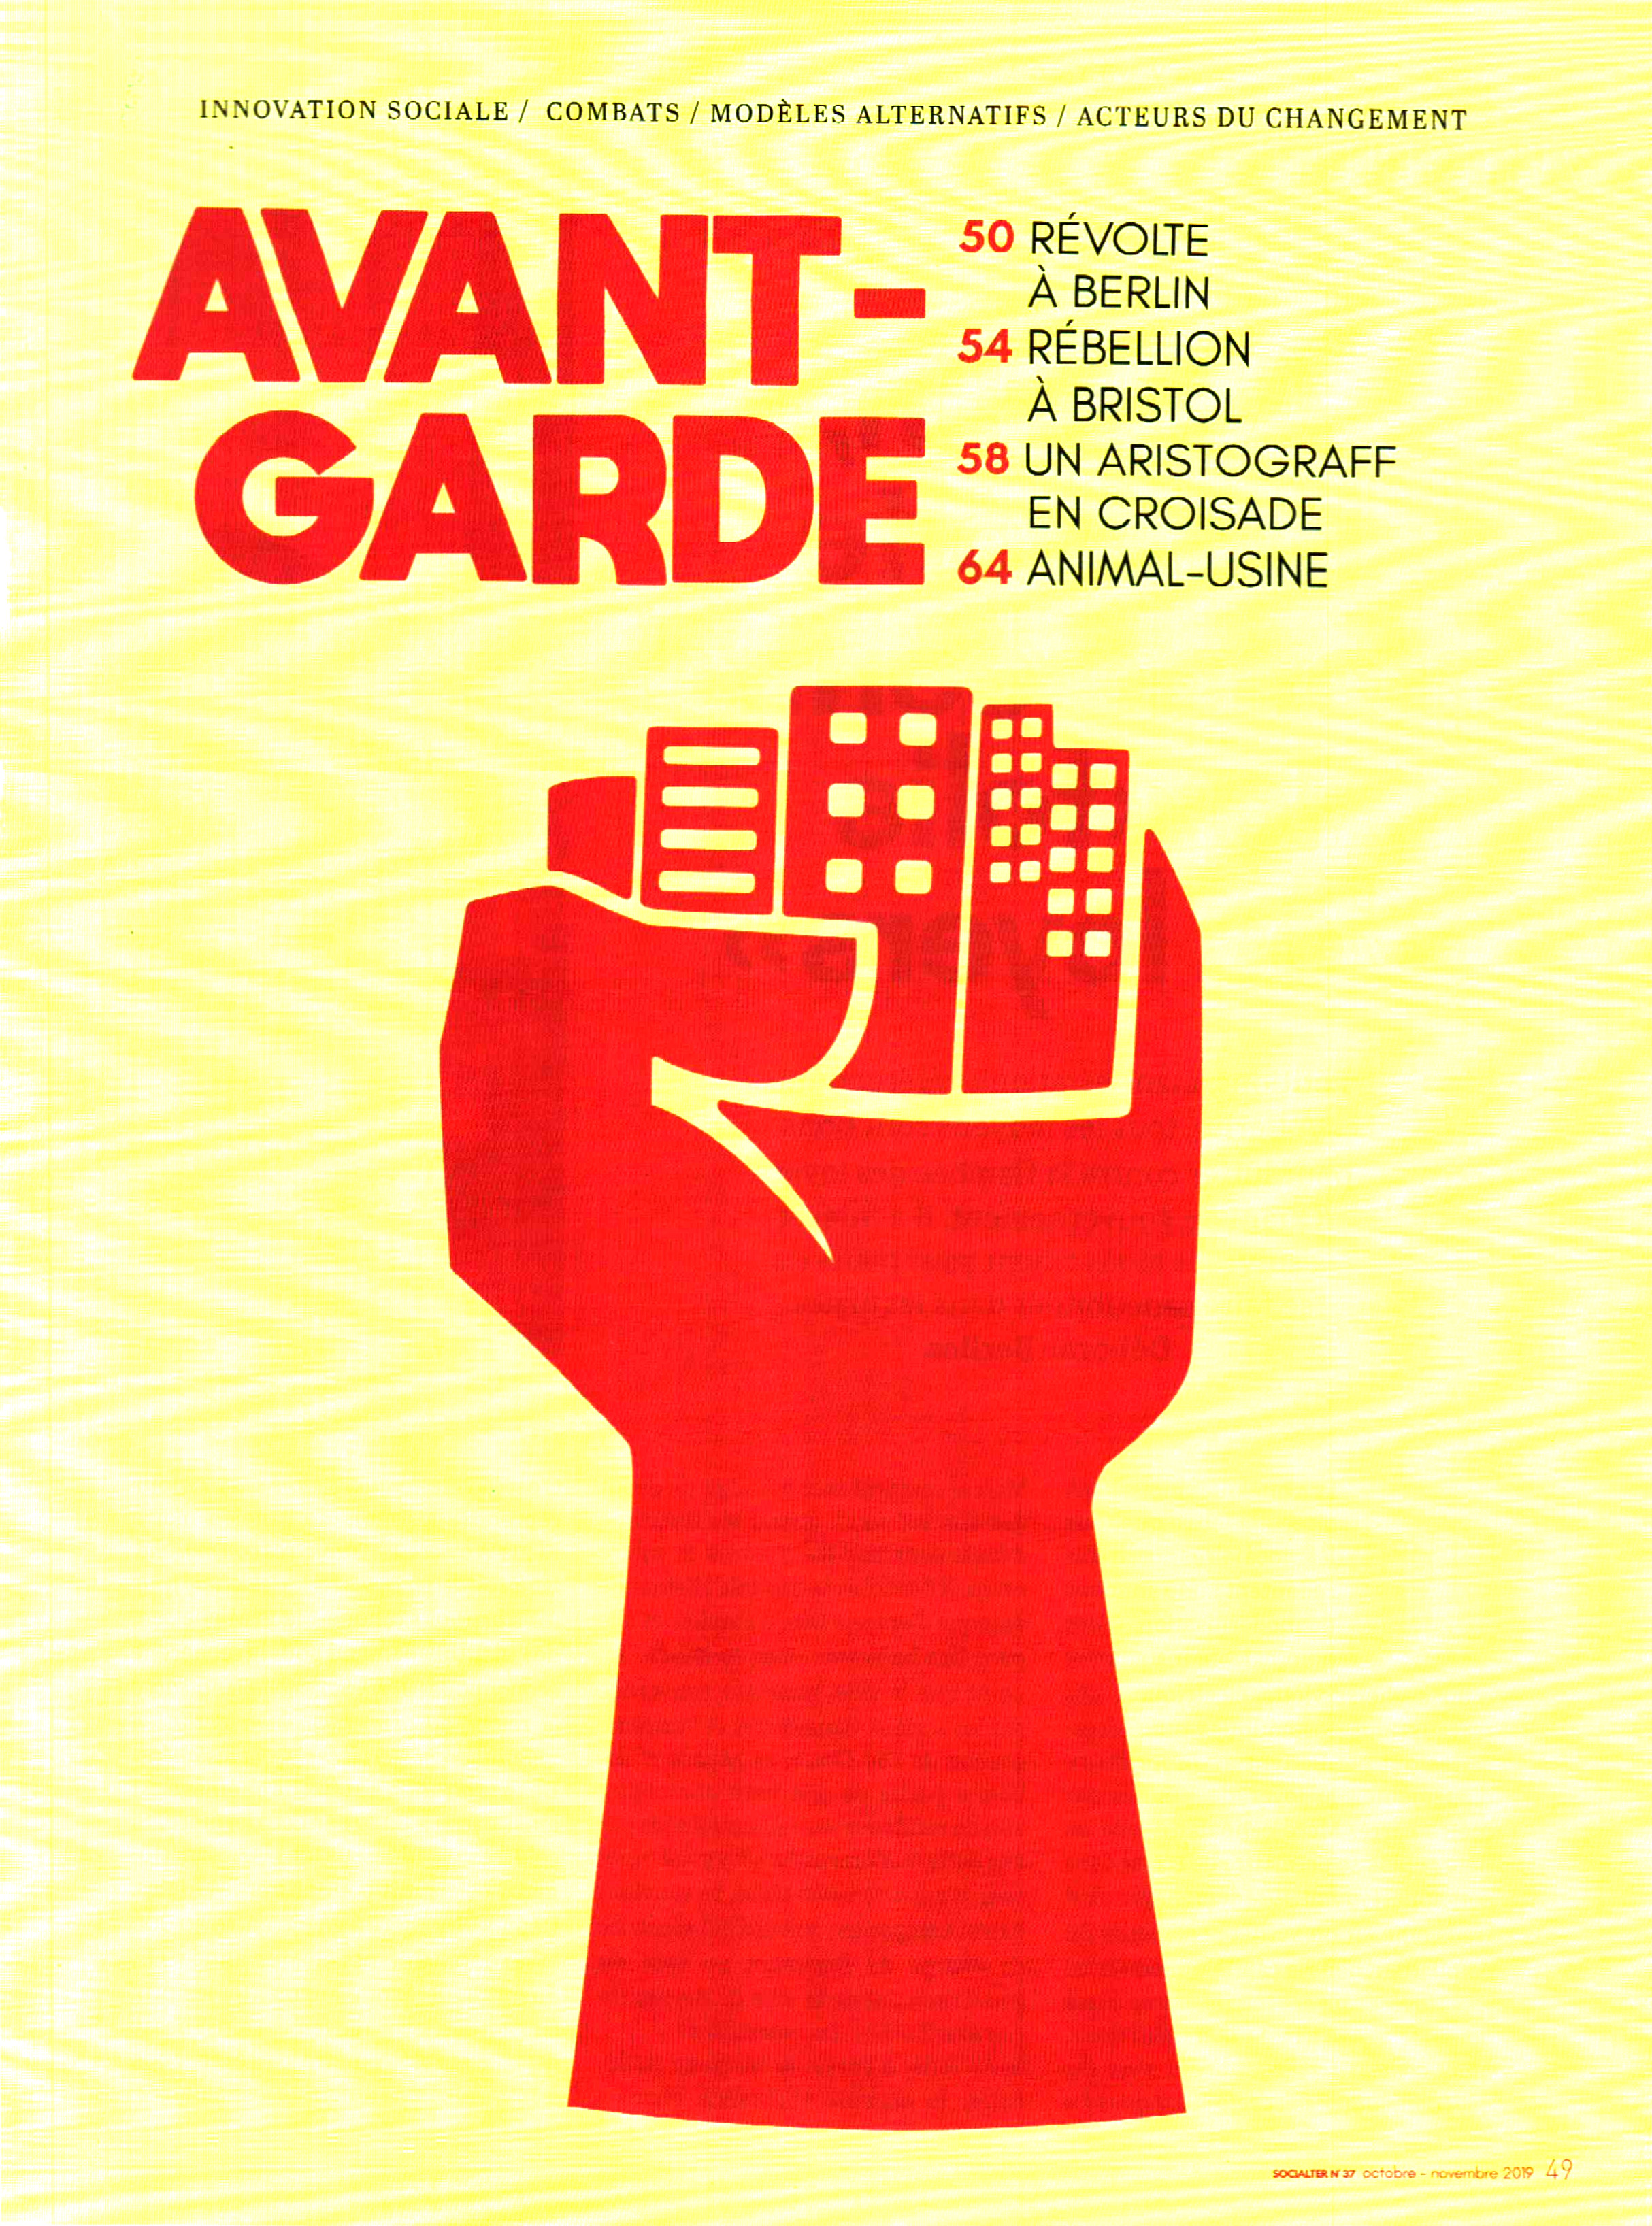 INNOVATION SOCIALE / COMBATS / MODÈLES ALTERNATIFS / ACTEURS DU CHANGEMENT
AVANT-
GARDE
50 RÉVOLTE
À BERLIN
54 RÉBELLION
À BRISTOL
58 UN ARISTOGRAFF
EN CROISADE
64 ANIMAL-USINE
SOCIALTER N° 37 octobre - novembre 2019 49